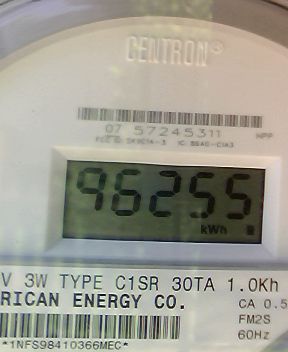 CENTRON®
07 57245311
96255
kWh
V 3W TYPE C1SR 30TA 1.0Kh
RICAN ENERGY CO.
CA 0.5
FM2S
60Hz
*1NFS98410366MEC*